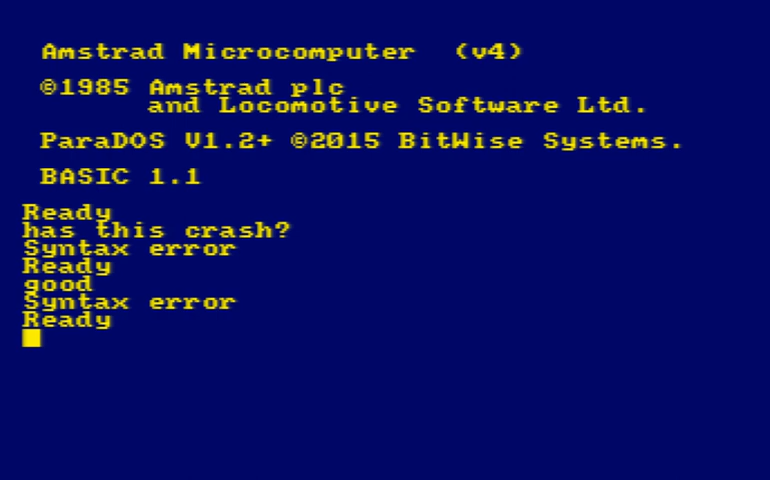 Amstrad Microcomputer (v4)
©1985 Amstrad plc
and Locomotive Software Ltd.
ParaDOS V1.2+ ©2015 BitWise Systems.
BASIC 1.1
Ready
has this crash?
Syntax error
Ready
good
Syntax error
Ready